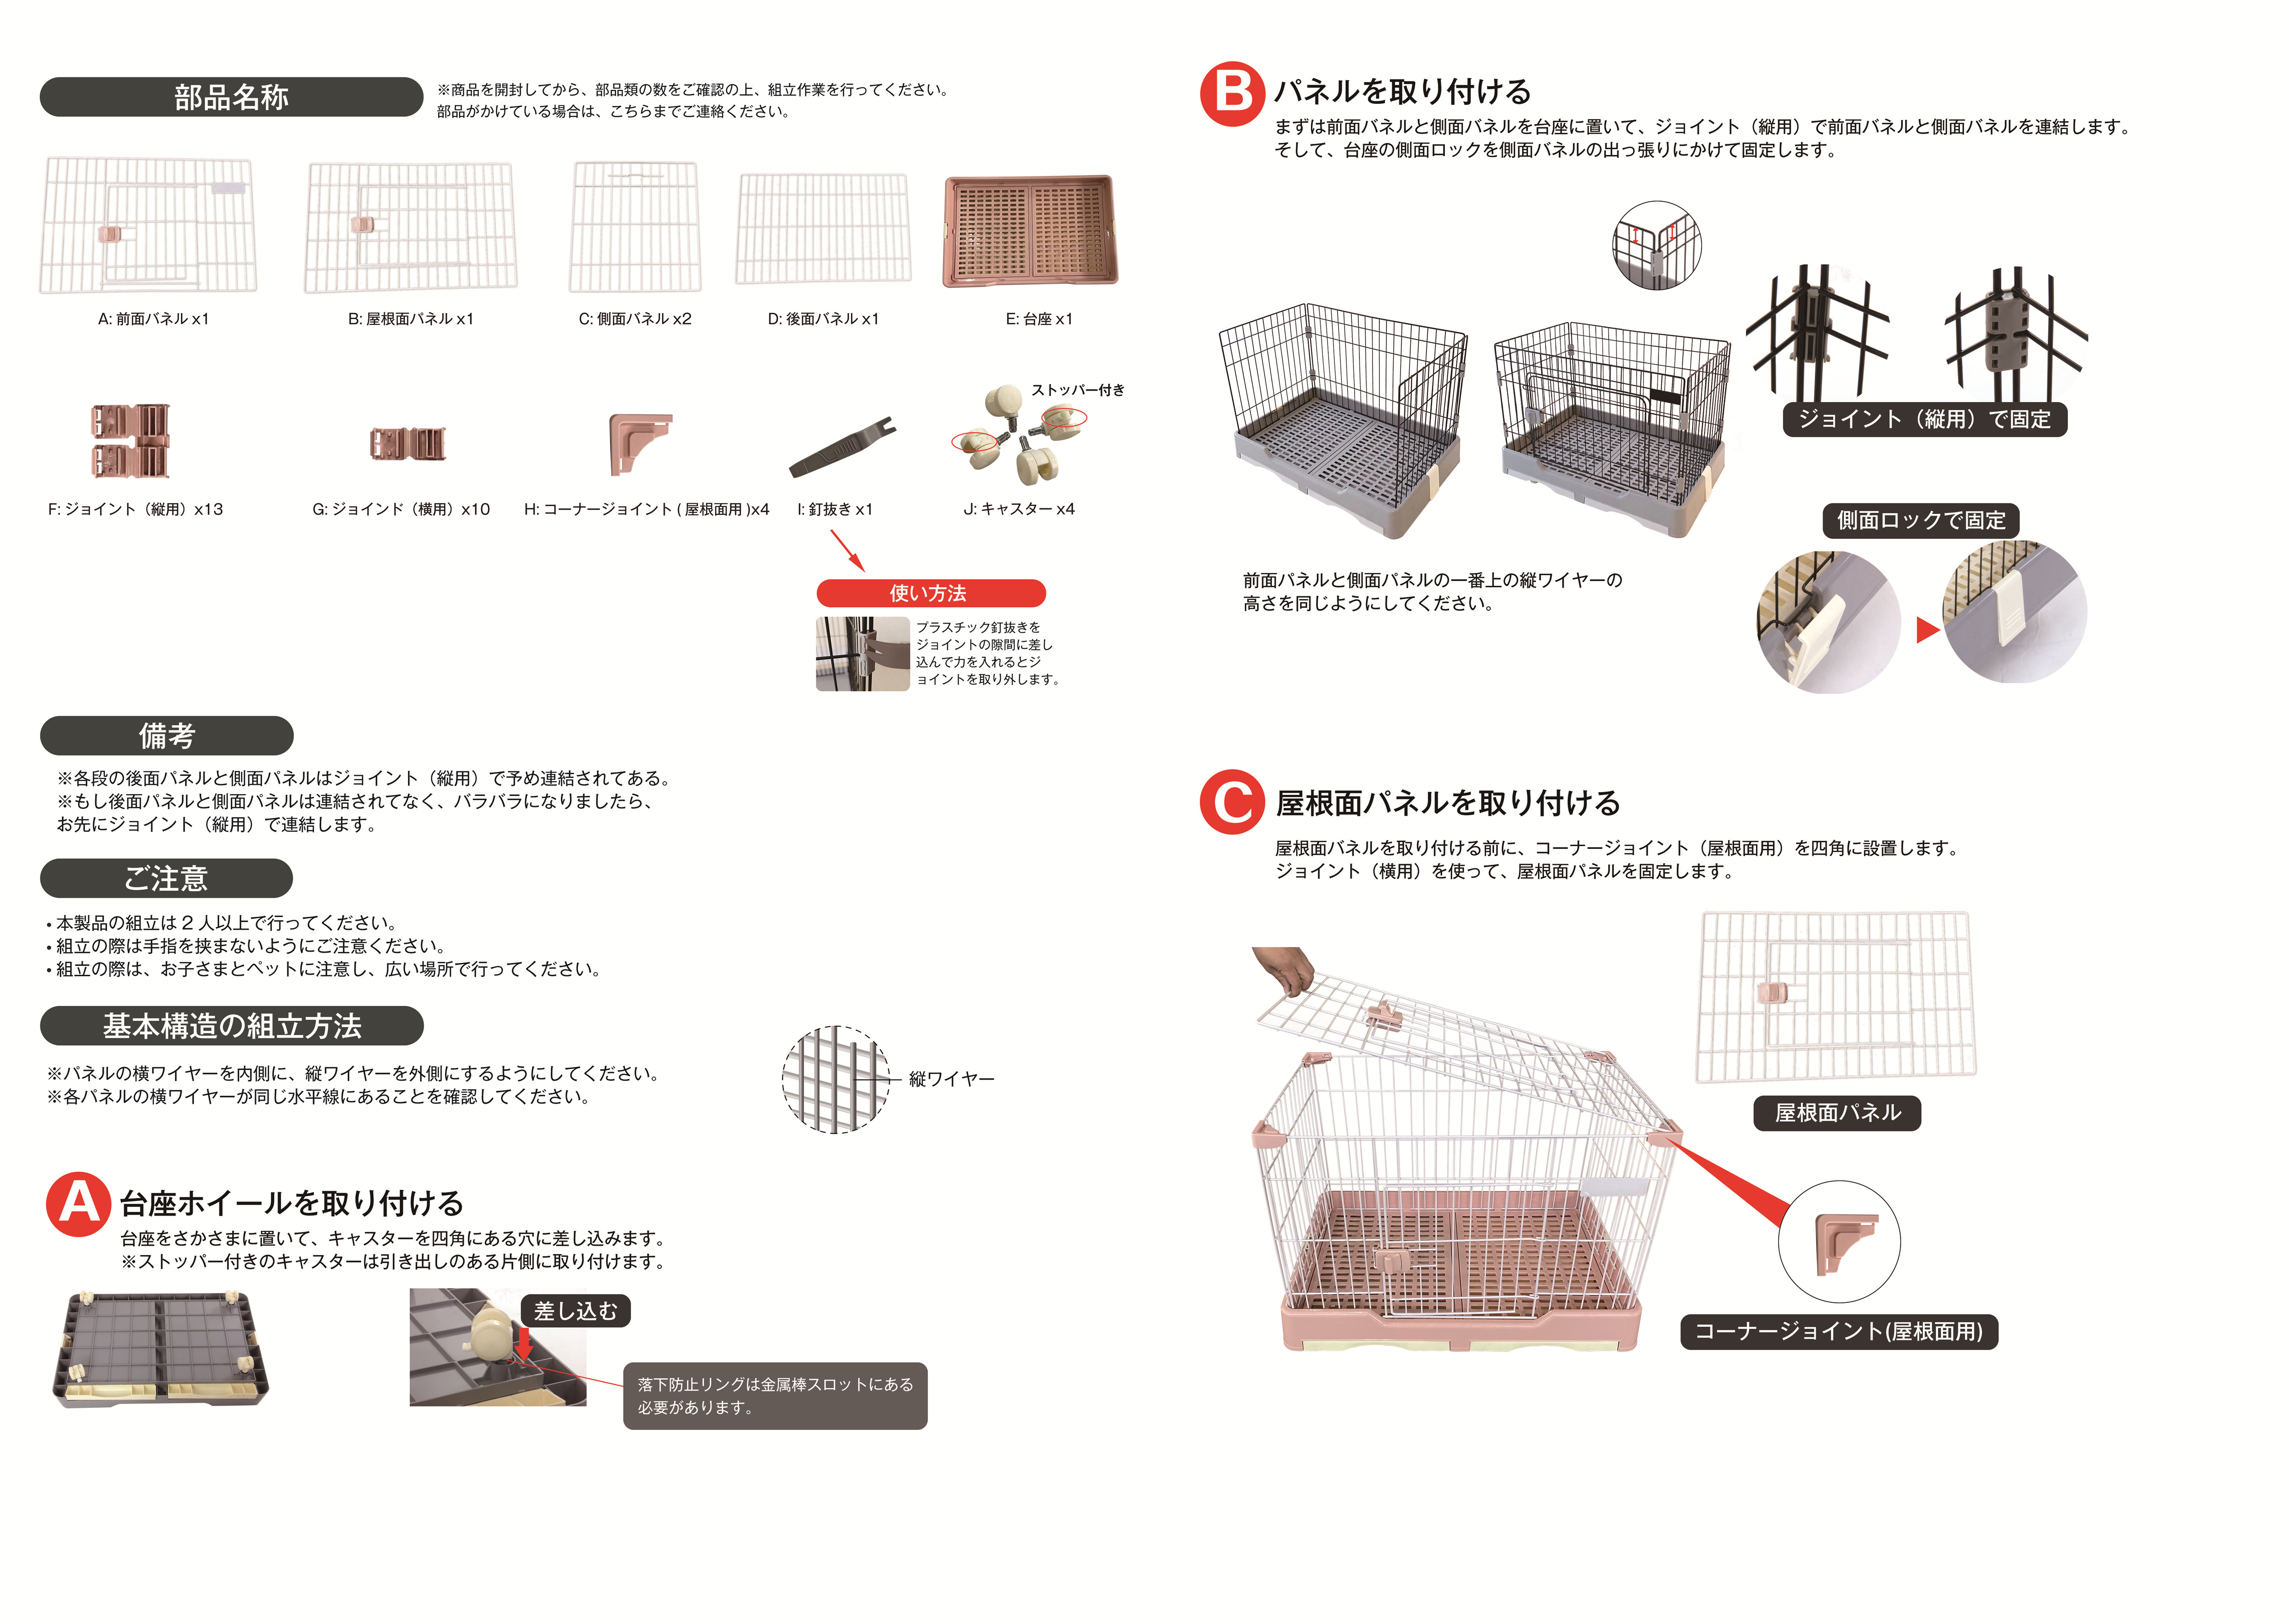 部品名称
※商品を開封してから、部品類の数をご確認の上、組立作業を行ってください。
部品がかけている場合は、こちらまでご連絡ください。
A: 前面パネル x1
B: 屋根面パネル x1
C: 側面パネル x2
D: 後面パネル x1
E: 台座 x1
ストッパー付き
F: ジョイント（縦用）x13
G: ジョインド（横用）x10
H: コーナージョイント ( 屋根面用 )x4
I: 釘抜き x1
J: キャスター x4
使い方法
プラスチック釘抜きを
ジョイントの隙間に差し
込んで力を入れるとジ
ョイントを取り外します。
備考
※各段の後面パネルと側面パネルはジョイント（縦用）で予め連結されてある。
※もし後面パネルと側面パネルは連結されてなく、バラバラになりましたら、
お先にジョイント（縦用）で連結します。
ご注意
• 本製品の組立は 2 人以上で行ってください。
• 組立の際は手指を挟まないようにご注意ください。
• 組立の際は、お子さまとペットに注意し、広い場所で行ってください。
基本構造の組立方法
※パネルの横ワイヤーを内側に、縦ワイヤーを外側にするようにしてください。
※各パネルの横ワイヤーが同じ水平線にあることを確認してください。
縦ワイヤー
A 台座ホイールを取り付ける
台座をさかさまに置いて、キャスターを四角にある穴に差し込みます。
※ストッパー付きのキャスターは引き出しのある片側に取り付けます。
差し込む
落下防止リングは金属棒スロットにある
必要があります。
B パネルを取り付ける
まずは前面パネルと側面パネルを台座に置いて、ジョイント（縦用）で前面パネルと側面パネルを連結します。
そして、台座の側面ロックを側面パネルの出っ張りにかけて固定します。
ジョイント（縦用）で固定
側面ロックで固定
前面パネルと側面パネルの一番上の縦ワイヤーの
高さを同じようにしてください。
C 屋根面パネルを取り付ける
屋根面パネルを取り付ける前に、コーナージョイント（屋根面用）を四角に設置します。
ジョイント（横用）を使って、屋根面パネルを固定します。
屋根面パネル
コーナージョイント(屋根面用)